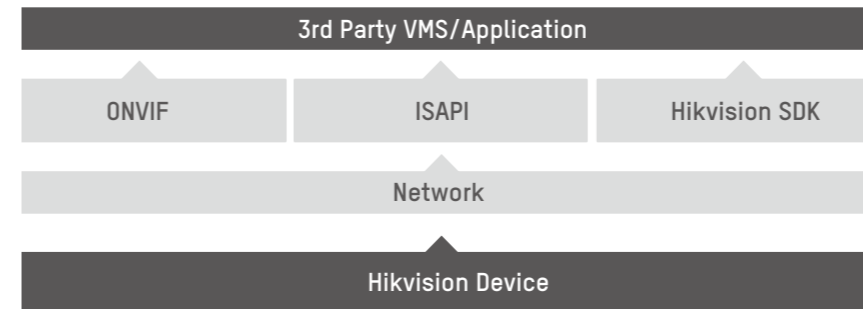 3rd Party VMS/Application
ONVIF
ISAPI
Hikvision SDK
Network
Hikvision Device